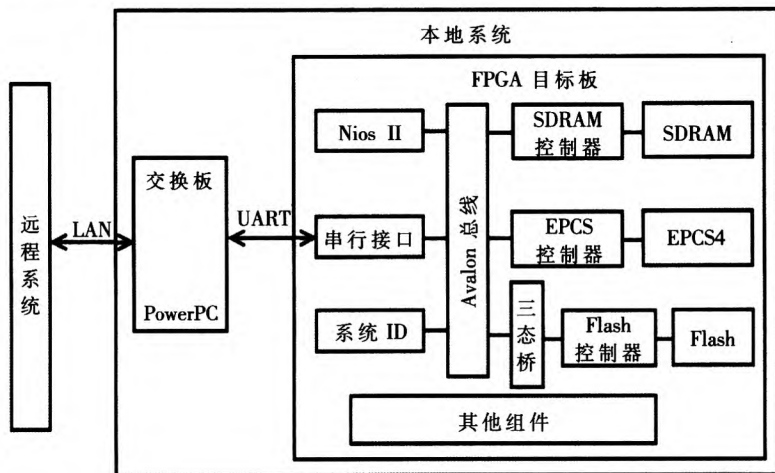 本地系统
FPGA 目标板
远程系统
LAN
交换板
PowerPC
UART
Nios II
串行接口
系统 ID
Avalon 总线
SDRAM
控制器
SDRAM
EPCS
控制器
EPCS4
三态桥
Flash
控制器
Flash
其他组件